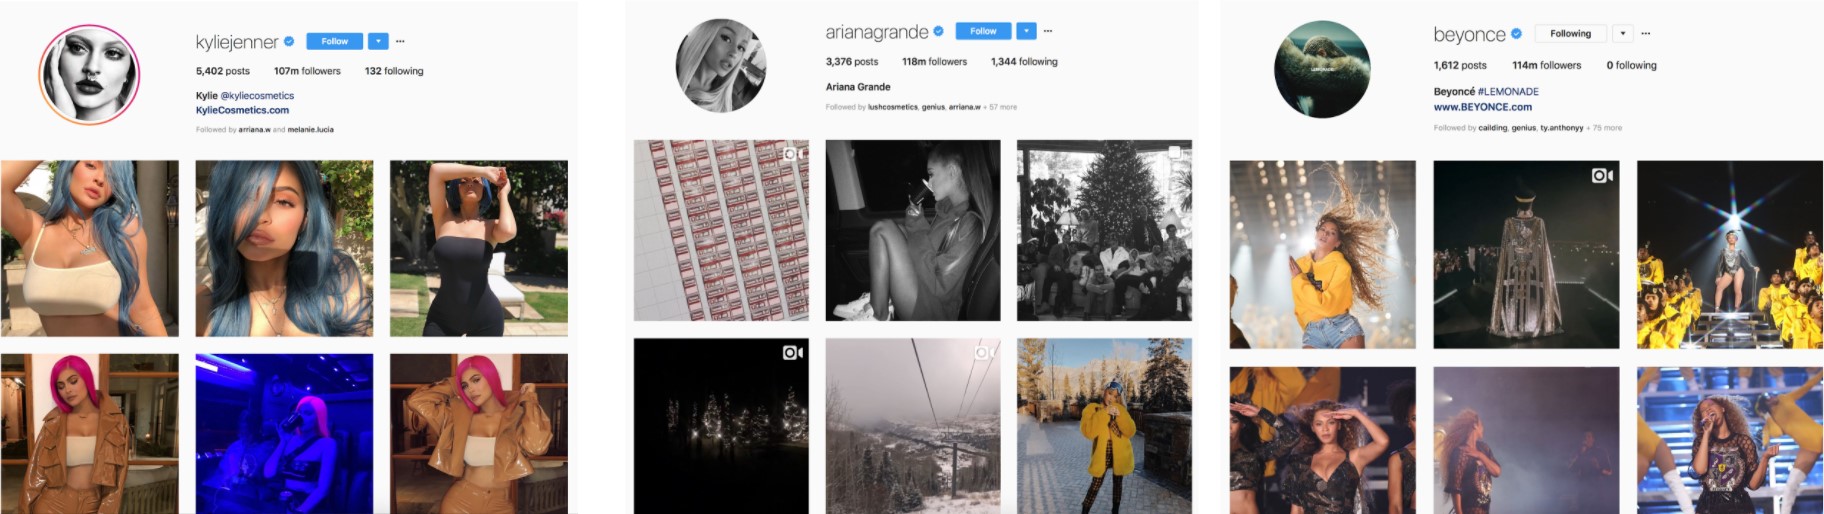 kyliejenner Follow
5,402 posts 107m followers 132 following
Kylie @kyliecosmetics
KylieCosmetics.com
Followed by arriana.w and melanie.lucia
arianagrande Follow
3,376 posts 118m followers 1,344 following
Ariana Grande
Followed by lushcosmetics, genius, arriana.w + 57 more
beyonce Following
1,612 posts 114m followers 0 following
Beyoncé #LEMONADE
www.BEYONCE.com
Followed by cailding, genius, ty.anthonyy + 75 more
LEMONADE